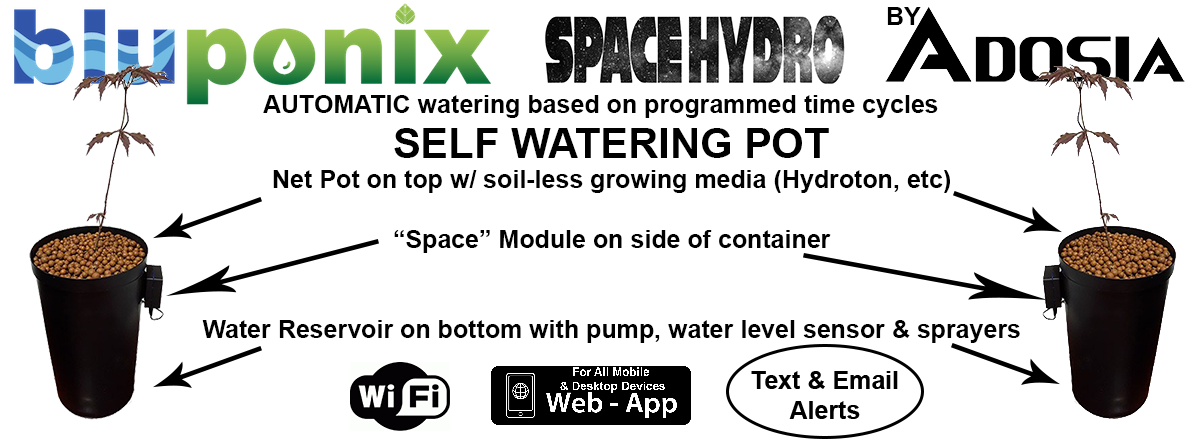 bluponix
SPACEHYDRO
BY
ADOSIA
AUTOMATIC watering based on programmed time cycles
SELF WATERING POT
Net Pot on top w/ soil-less growing media (Hydroton, etc)
“Space” Module on side of container
Water Reservoir on bottom with pump, water level sensor & sprayers
Wi Fi
For All Mobile
& Desktop Devices
Web - App
Text & Email
Alerts